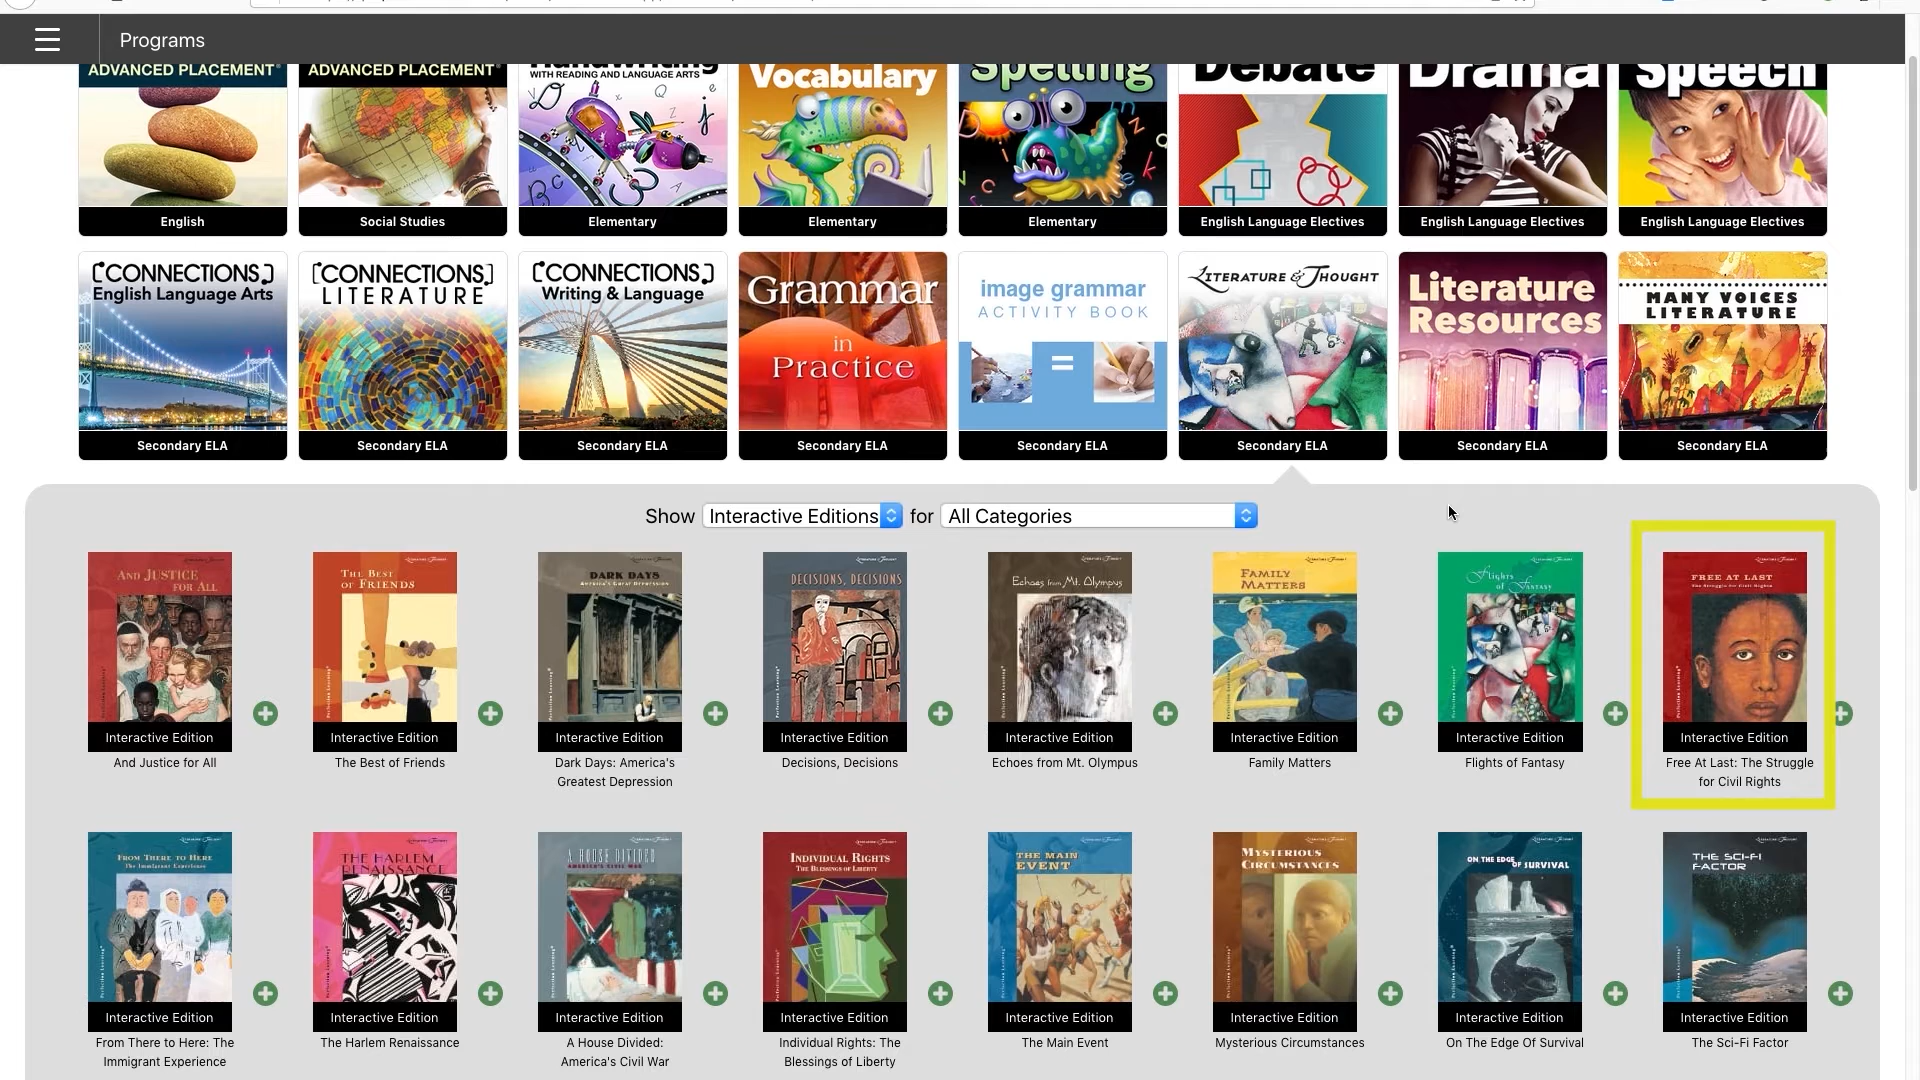 Programs
ADVANCED PLACEMENT
ADVANCED PLACEMENT
Handwriting
WITH READING AND LANGUAGE ARTS
Vocabulary
Spelling
Debate
Drama
Speech
English
Social Studies
Elementary
Elementary
Elementary
English Language Electives
English Language Electives
English Language Electives
CONNECTIONS
English Language Arts
CONNECTIONS
LITERATURE
CONNECTIONS
Writing & Language
Grammar
in
Practice
image grammar
ACTIVITY BOOK
=
LITERATURE & THOUGHT
Literature
Resources
MANY VOICES
LITERATURE
Secondary ELA
Secondary ELA
Secondary ELA
Secondary ELA
Secondary ELA
Secondary ELA
Secondary ELA
Secondary ELA
Show Interactive Editions for All Categories
AND JUSTICE
FOR ALL
Interactive Edition
And Justice for All
THE BEST
OF FRIENDS
Interactive Edition
The Best of Friends
DARK DAYS
AMERICA'S GREAT DEPRESSION
Interactive Edition
Dark Days: America's
Greatest Depression
DECISIONS, DECISIONS
Interactive Edition
Decisions, Decisions
Echoes from Mt. Olympus
Interactive Edition
Echoes from Mt. Olympus
FAMILY
MATTERS
Interactive Edition
Family Matters
Flights
of Fantasy
Interactive Edition
Flights of Fantasy
FREE AT LAST
The Struggle for Civil Rights
Interactive Edition
Free At Last: The Struggle
for Civil Rights
FROM THERE TO HERE
The Immigrant Experience
Interactive Edition
From There to Here: The
Immigrant Experience
THE HARLEM
RENAISSANCE
Interactive Edition
The Harlem Renaissance
A HOUSE DIVIDED
AMERICA'S CIVIL WAR
Interactive Edition
A House Divided:
America's Civil War
INDIVIDUAL RIGHTS
THE BLESSINGS OF LIBERTY
Interactive Edition
Individual Rights: The
Blessings of Liberty
THE MAIN
EVENT
Interactive Edition
The Main Event
MYSTERIOUS
CIRCUMSTANCES
Interactive Edition
Mysterious Circumstances
ON THE EDGE OF SURVIVAL
Interactive Edition
On The Edge Of Survival
THE SCI-FI
FACTOR
Interactive Edition
The Sci-Fi Factor